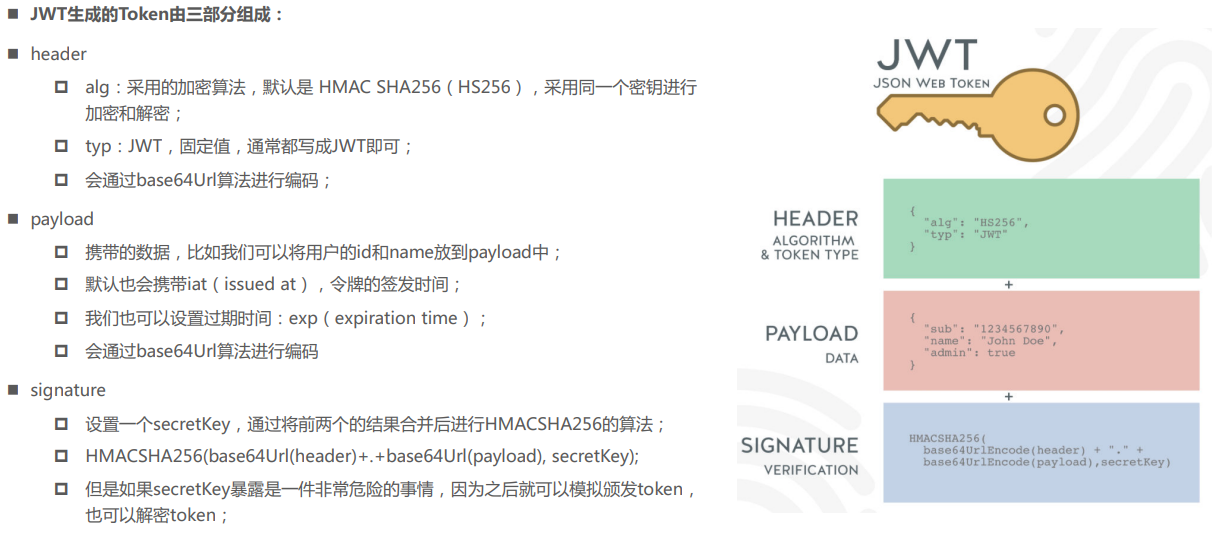 JWT生成的Token由三部分组成：
header
alg：采用的加密算法，默认是 HMAC SHA256（HS256），采用同一个密钥进行
加密和解密；
typ：JWT，固定值，通常都写成JWT即可；
会通过base64Url算法进行编码；
payload
携带的数据，比如我们可以将用户的id和name放到payload中；
默认也会携带iat（issued at），令牌的签发时间；
我们也可以设置过期时间：exp（expiration time）；
会通过base64Url算法进行编码
signature
设置一个secretKey，通过将前两个的结果合并后进行HMACSHA256的算法；
HMACSHA256(base64Url(header)+.+base64Url(payload), secretKey);
但是如果secretKey暴露是一件非常危险的事情，因为之后就可以模拟颁发token，
也可以解密token；
JWT
JSON WEB TOKEN
HEADER
ALGORITHM
& TOKEN TYPE
{
"alg": "HS256",
"typ": "JWT"
}
+
PAYLOAD
DATA
{
"sub": "1234567890",
"name": "John Doe",
"admin": true
}
+
SIGNATURE
VERIFICATION
HMACSHA256(
base64UrlEncode(header) + "." +
base64UrlEncode(payload),secretKey)